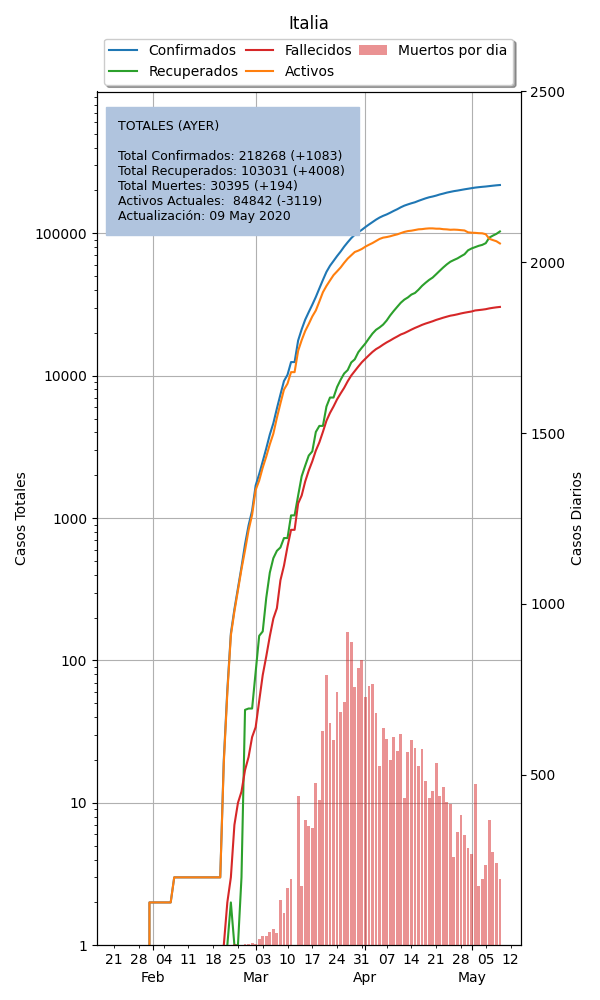 Italia
Confirmados Fallecidos Muertos por dia
Recuperados Activos
TOTALES (AYER)
Total Confirmados: 218268 (+1083)
Total Recuperados: 103031 (+4008)
Total Muertes: 30395 (+194)
Activos Actuales:  84842 (-3119)
Actualización: 09 May 2020
Casos Totales
100000
10000
1000
100
10
1
2500
2000
1500
1000
500
Casos Diarios
21 28 04 11 18 25 03 10 17 24 31 07 14 21 28 05 12
Feb Mar Apr May